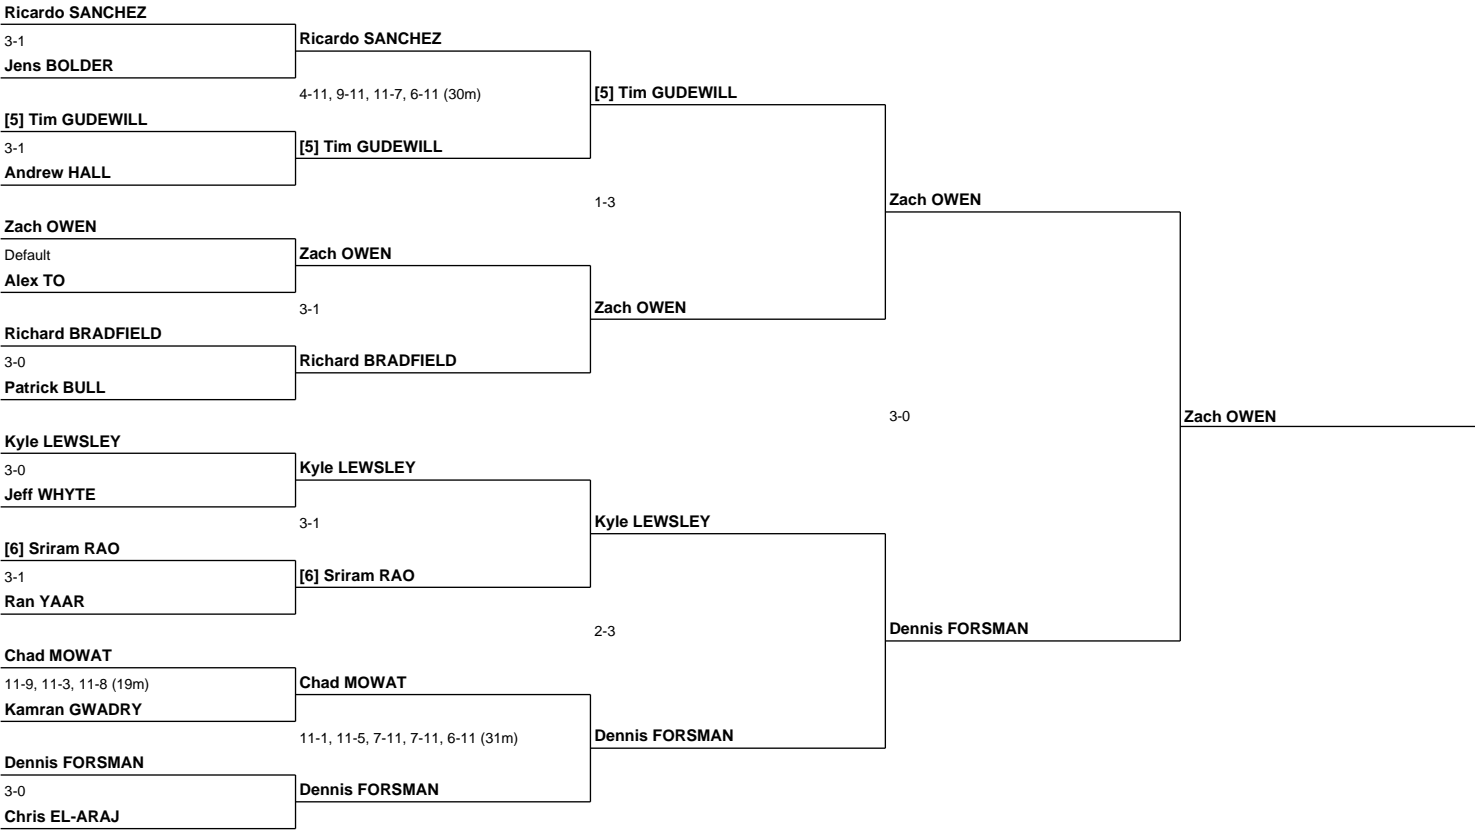 Ricardo SANCHEZ
3-1
Jens BOLDER
[5] Tim GUDEWILL
3-1
Andrew HALL
Zach OWEN
Default
Alex TO
Richard BRADFIELD
3-0
Patrick BULL
Kyle LEWSLEY
3-0
Jeff WHYTE
[6] Sriram RAO
3-1
Ran YAAR
Chad MOWAT
11-9, 11-3, 11-8 (19m)
Kamran GWADRY
Dennis FORSMAN
3-0
Chris EL-ARAJ
Ricardo SANCHEZ
4-11, 9-11, 11-7, 6-11 (30m)
[5] Tim GUDEWILL
Zach OWEN
3-1
Richard BRADFIELD
Kyle LEWSLEY
3-1
[6] Sriram RAO
Chad MOWAT
11-1, 11-5, 7-11, 7-11, 6-11 (31m)
Dennis FORSMAN
[5] Tim GUDEWILL
1-3
Zach OWEN
Kyle LEWSLEY
2-3
Dennis FORSMAN
Zach OWEN
3-0
Dennis FORSMAN
Zach OWEN